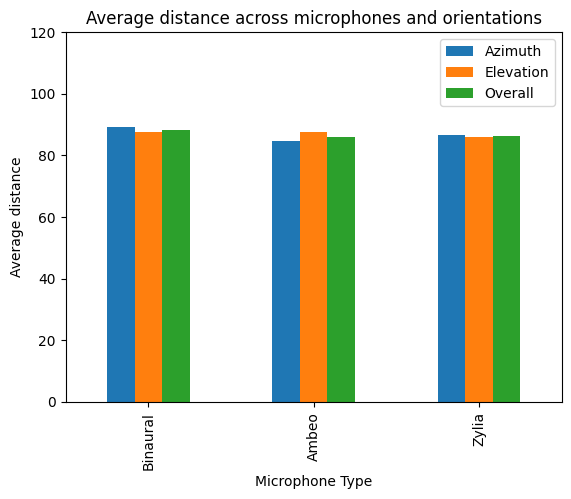 Average distance across microphones and orientations
Azimuth
Elevation
Overall
Average distance
120
100
80
60
40
20
0
Binaural
Ambeo
Zylia
Microphone Type